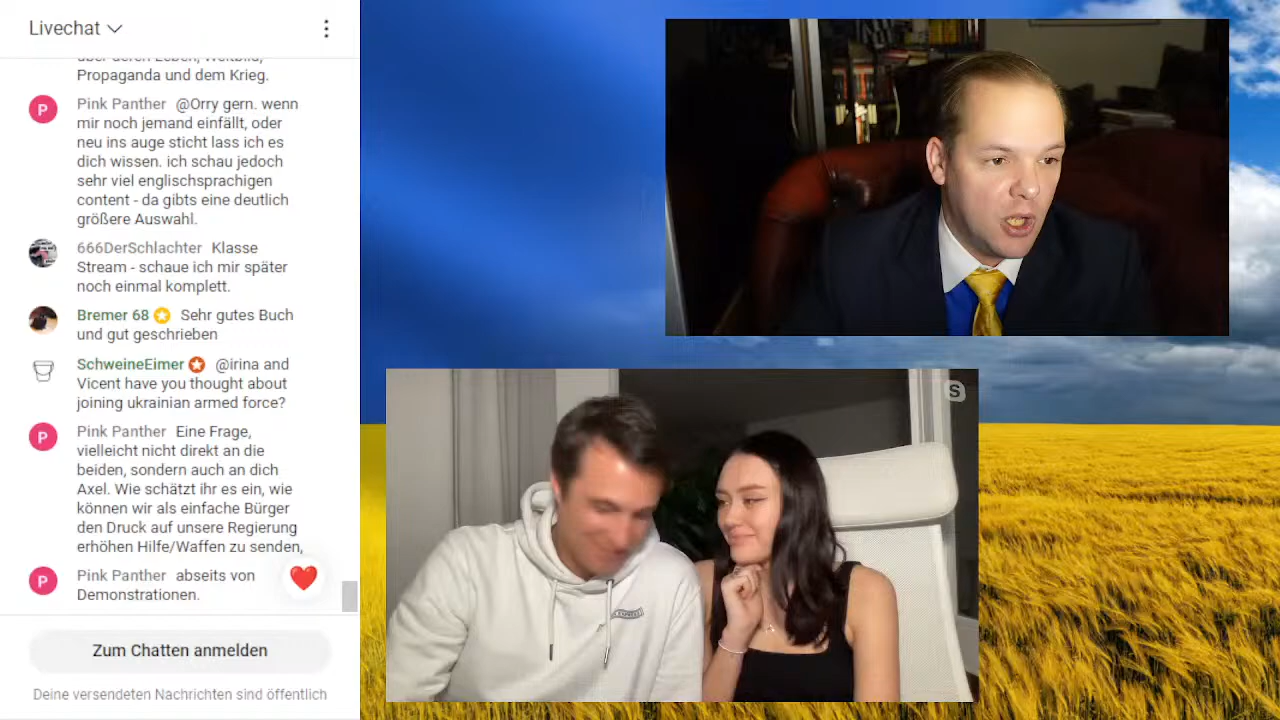 Livechat
über deren Leben, Weltbild,
Propaganda und dem Krieg.
P Pink Panther @Orry gern. wenn
mir noch jemand einfällt, oder
neu ins auge sticht lass ich es
dich wissen. ich schau jedoch
sehr viel englischsprachigen
content - da gibts eine deutlich
größere Auswahl.
666DerSchlachter Klasse
Stream - schaue ich mir später
noch einmal komplett.
Bremer 68 Sehr gutes Buch
und gut geschrieben
SchweineEimer @irina and
Vicent have you thought about
joining ukrainian armed force?
P Pink Panther Eine Frage,
vielleicht nicht direkt an die
beiden, sondern auch an dich
Axel. Wie schätzt ihr es ein, wie
können wir als einfache Bürger
den Druck auf unsere Regierung
erhöhen Hilfe/Waffen zu senden,
P Pink Panther abseits von
Demonstrationen.
Zum Chatten anmelden
Deine versendeten Nachrichten sind öffentlich
S